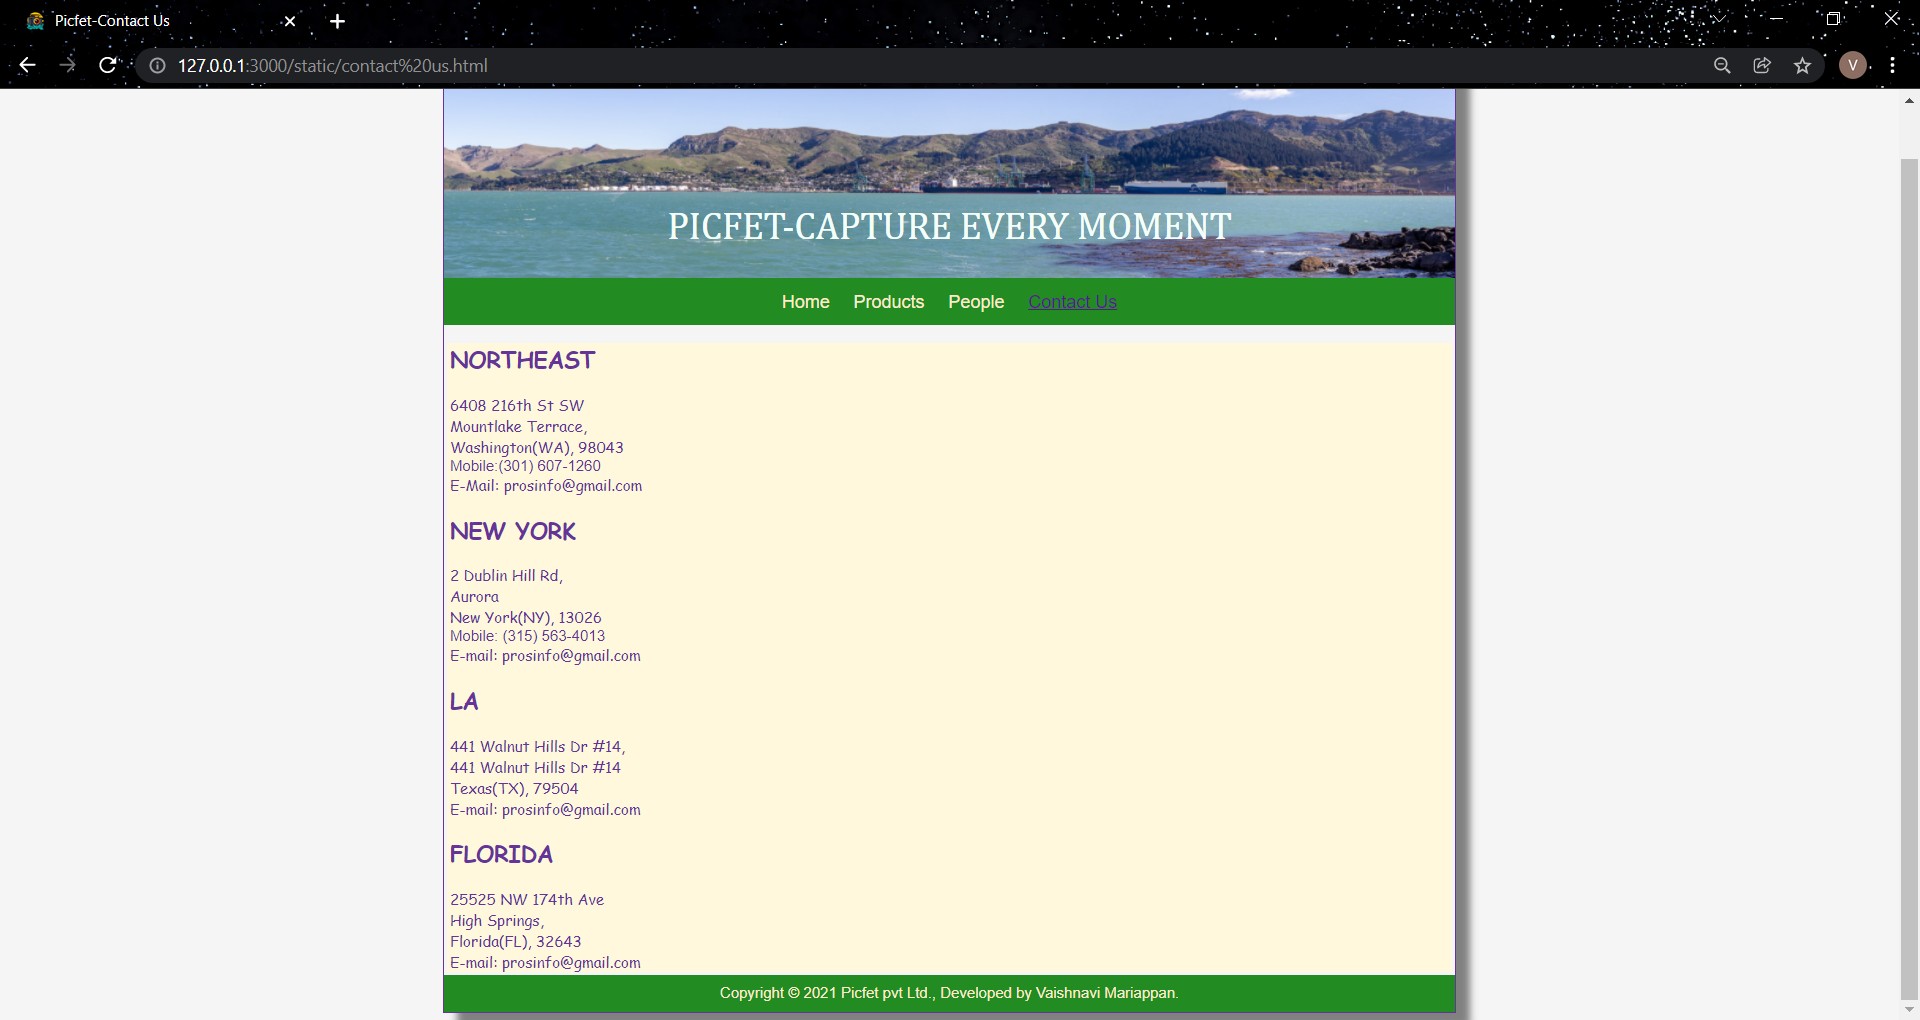 Picfet-Contact Us
127.0.0.1:3000/static/contact%20us.html
V
PICFET-CAPTURE EVERY MOMENT
Home Products People Contact Us
NORTHEAST
6408 216th St SW
Mountlake Terrace,
Washington(WA), 98043
Mobile:(301) 607-1260
E-Mail: prosinfo@gmail.com
NEW YORK
2 Dublin Hill Rd,
Aurora
New York(NY), 13026
Mobile: (315) 563-4013
E-mail: prosinfo@gmail.com
LA
441 Walnut Hills Dr #14,
441 Walnut Hills Dr #14
Texas(TX), 79504
E-mail: prosinfo@gmail.com
FLORIDA
25525 NW 174th Ave
High Springs,
Florida(FL), 32643
E-mail: prosinfo@gmail.com
Copyright © 2021 Picfet pvt Ltd., Developed by Vaishnavi Mariappan.